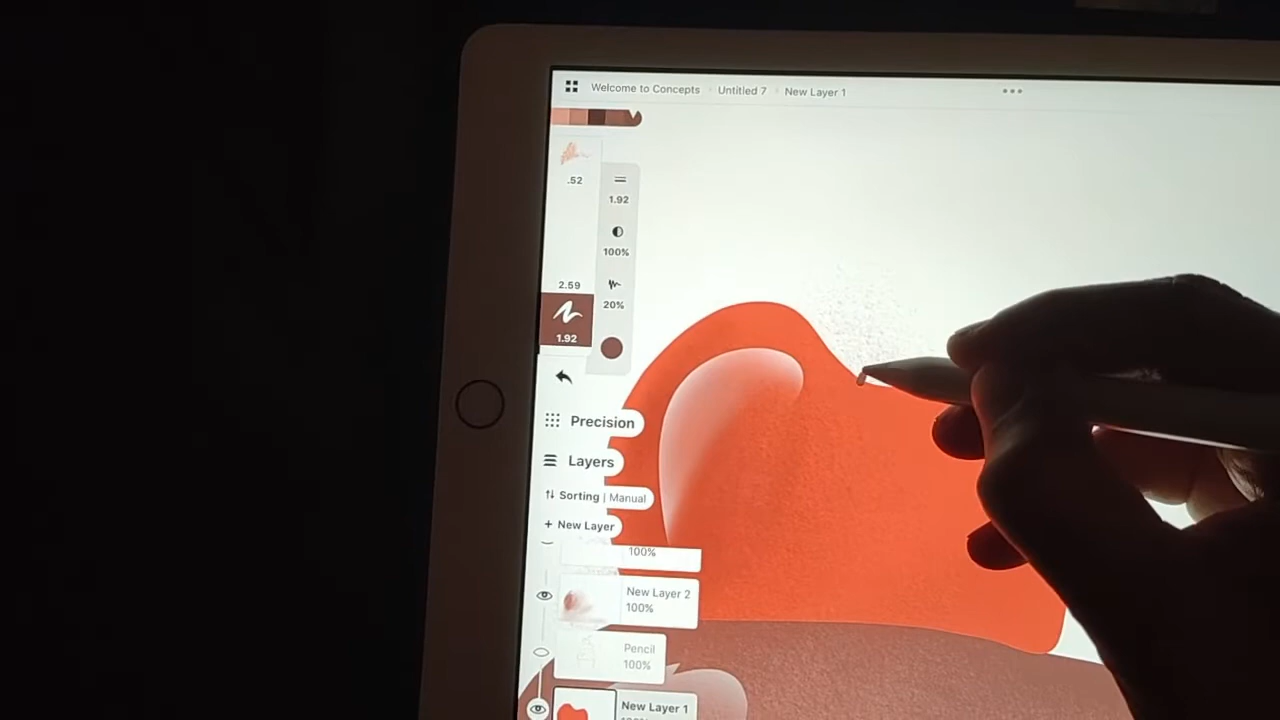 Welcome to Concepts Untitled 7 New Layer 1
.52
1.92
100%
2.59
20%
1.92
Precision
Layers
Sorting | Manual
+ New Layer
100%
New Layer 2
100%
Pencil
100%
New Layer 1